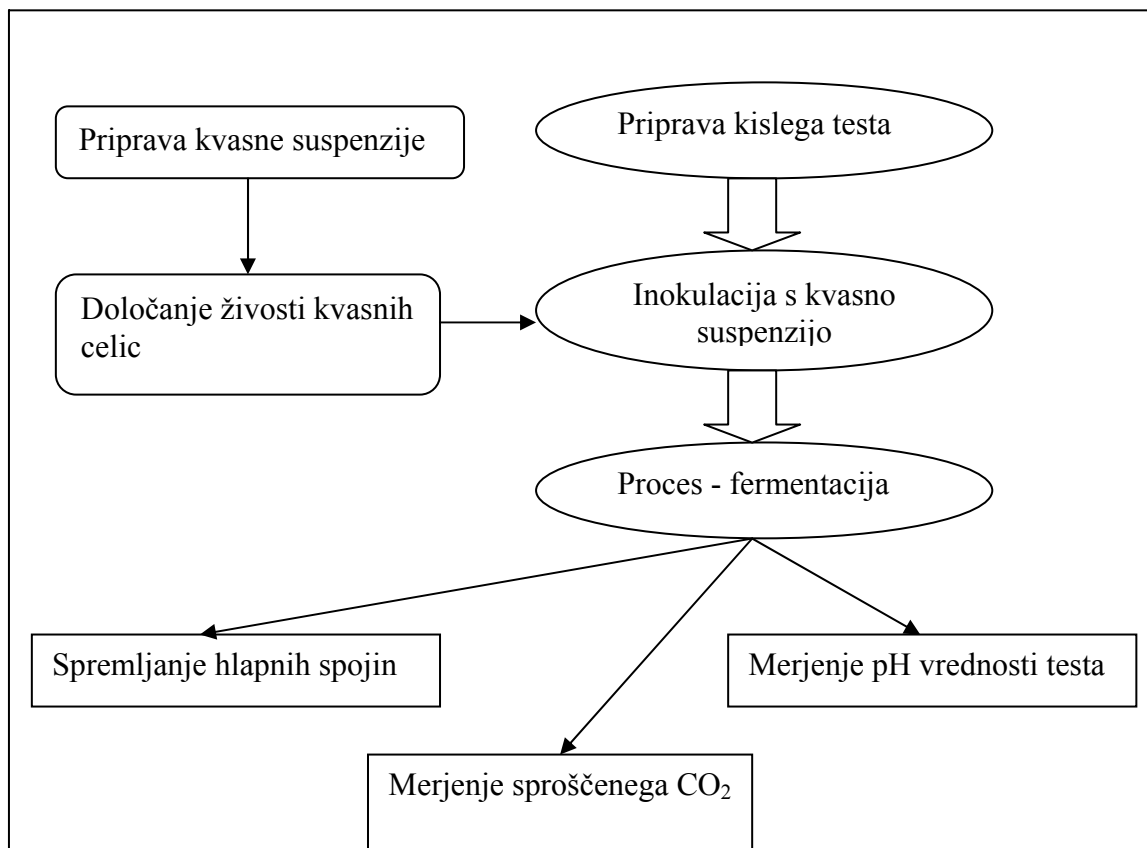 Priprava kvasne suspenzije
Priprava kislega testa
Določanje živosti kvasnih
celic
Inokulacija s kvasno
suspenzijo
Proces - fermentacija
Spremljanje hlapnih spojin
Merjenje pH vrednosti testa
Merjenje sproščenega CO₂